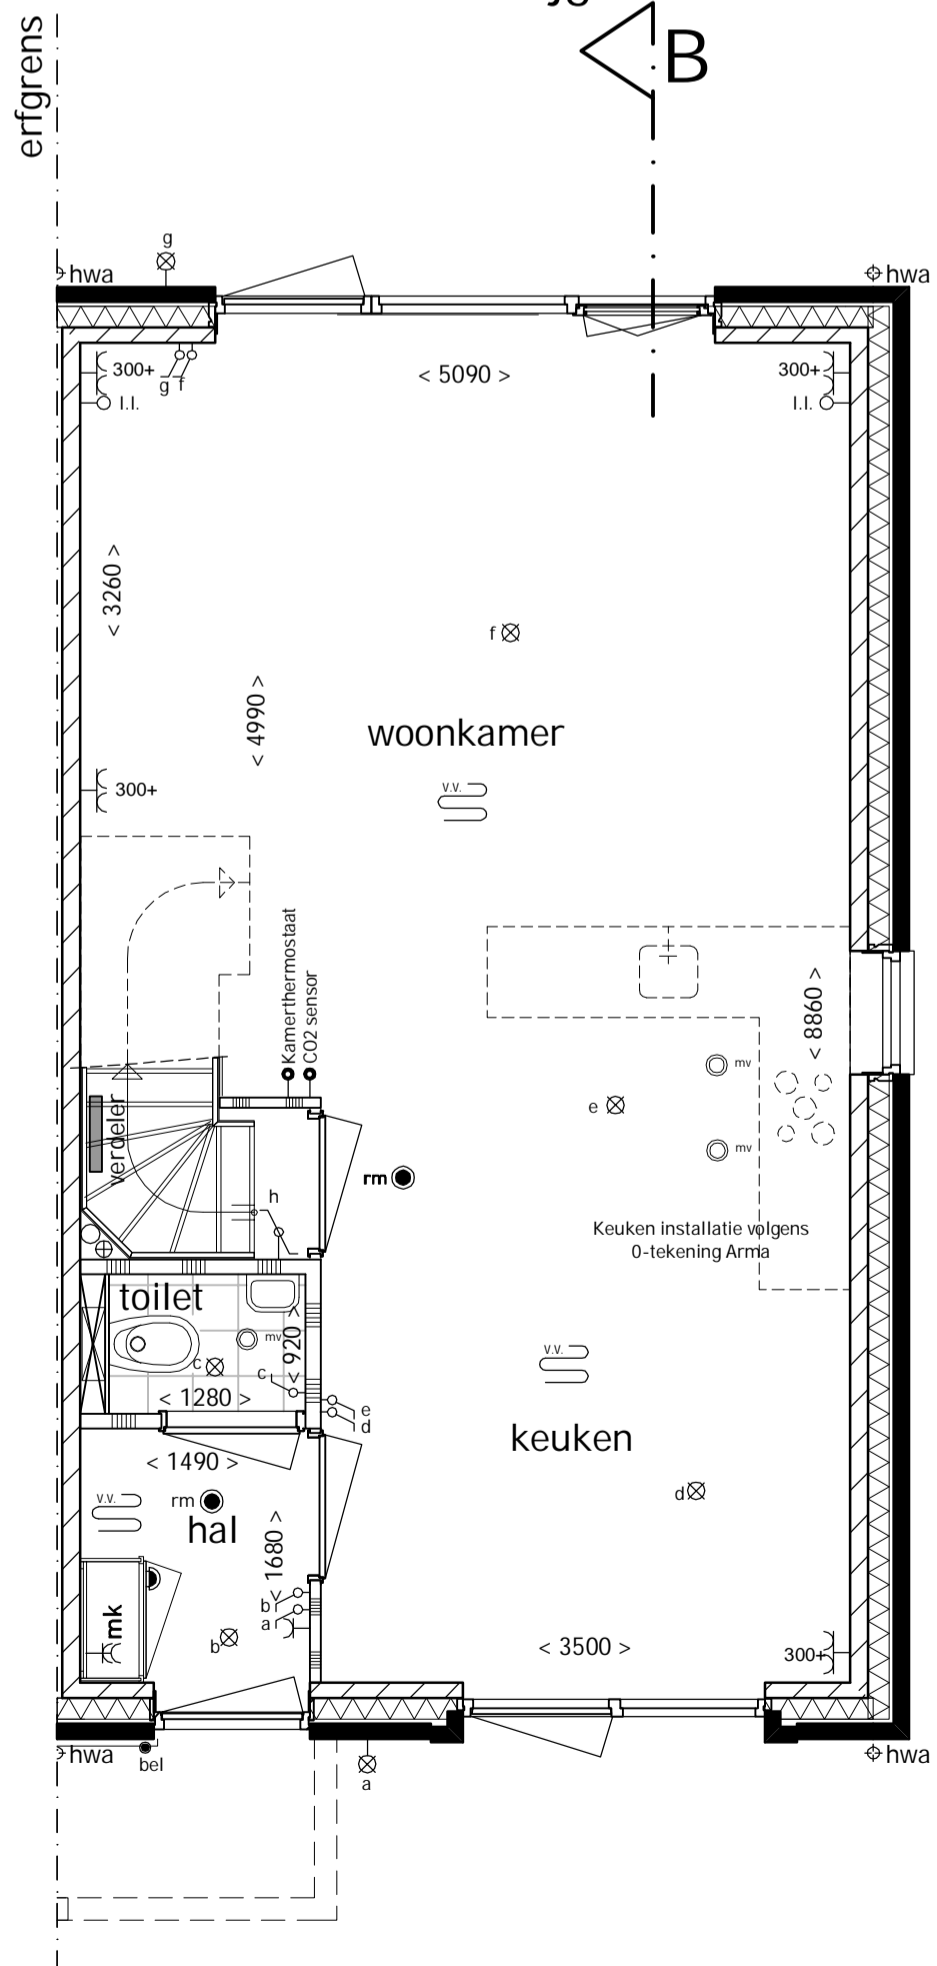 erfgrens
B
g
hwa
hwa
300+
g f
l.l.
< 5090 >
300+
l.l.
< 3260 >
f
< 4990 >
woonkamer
v.v.
300+
Kamerthermostaat
CO2 sensor
< 8860 >
mv
verdeler
e
mv
rm
h
Keuken installatie volgens
0-tekening Arma
toilet
mv
< 920 >
c
c
< 1280 >
v.v.
e
d
keuken
< 1490 >
v.v.
rm
hal
d
< 1680 >
b
a
mk
b
< 3500 >
300+
hwa
bel
a
hwa